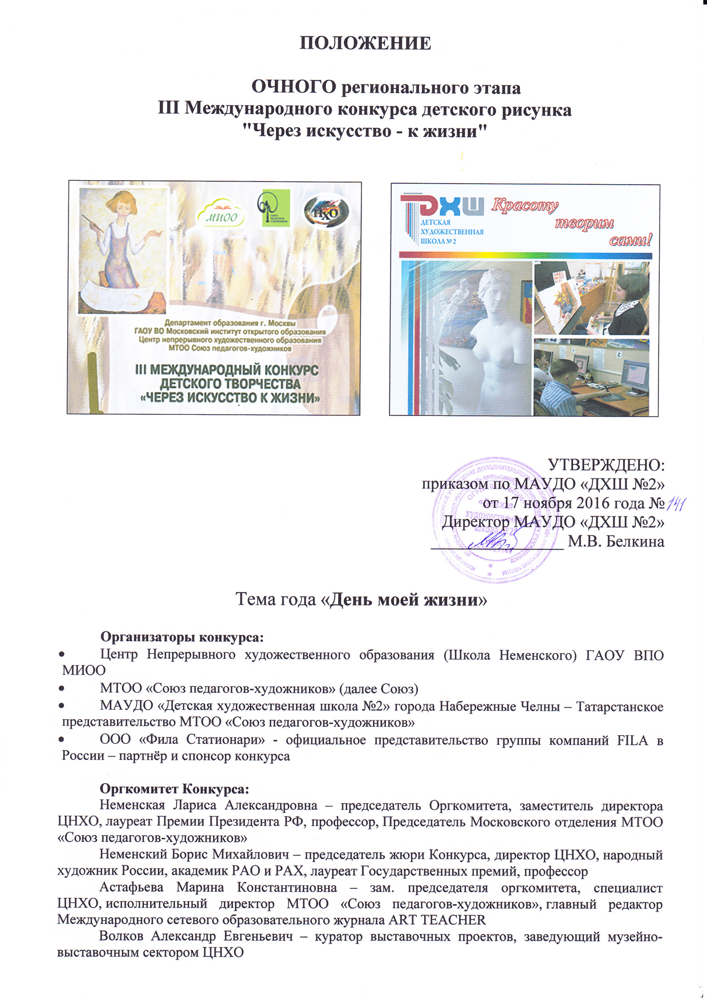 ПОЛОЖЕНИЕ
ОЧНОГО регионального этапа
III Международного конкурса детского рисунка
"Через искусство - к жизни"
МИОО
НХО
Департамент образования г. Москвы
ГАОУ ВО Московский институт открытого образования
Центр непрерывного художественного образования
МТОО Союз педагогов-художников
III МЕЖДУНАРОДНЫЙ КОНКУРС
ДЕТСКОГО ТВОРЧЕСТВА
«ЧЕРЕЗ ИСКУССТВО К ЖИЗНИ»
ДХШ
ДЕТСКАЯ
ХУДОЖЕСТВЕННАЯ
ШКОЛА № 2
Красоту
творим
сами!
УТВЕРЖДЕНО:
приказом по МАУДО «ДХШ №2»
от 17 ноября 2016 года № 141
Директор МАУДО «ДХШ №2»
М.В. Белкина
«Детская
художественная
школа № 2»
Тема года «День моей жизни»
Организаторы конкурса:
• Центр Непрерывного художественного образования (Школа Неменского) ГАОУ ВПО
МИОО
• МТОО «Союз педагогов-художников» (далее Союз)
• МАУДО «Детская художественная школа №2» города Набережные Челны – Татарстанское
представительство МТОО «Союз педагогов-художников»
• ООО «Фила Статионари» - официальное представительство группы компаний FILA в
России – партнёр и спонсор конкурса
Оргкомитет Конкурса:
Неменская Лариса Александровна – председатель Оргкомитета, заместитель директора
ЦНХО, лауреат Премии Президента РФ, профессор, Председатель Московского отделения МТОО
«Союз педагогов-художников»
Неменский Борис Михайлович – председатель жюри Конкурса, директор ЦНХО, народный
художник России, академик РАО и РАХ, лауреат Государственных премий, профессор
Астафьева Марина Константиновна – зам. председателя оргкомитета, специалист
ЦНХО, исполнительный директор МТОО «Союз педагогов-художников», главный редактор
Международного сетевого образовательного журнала ART TEACHER
Волков Александр Евгеньевич – куратор выставочных проектов, заведующий музейно-
выставочным сектором ЦНХО